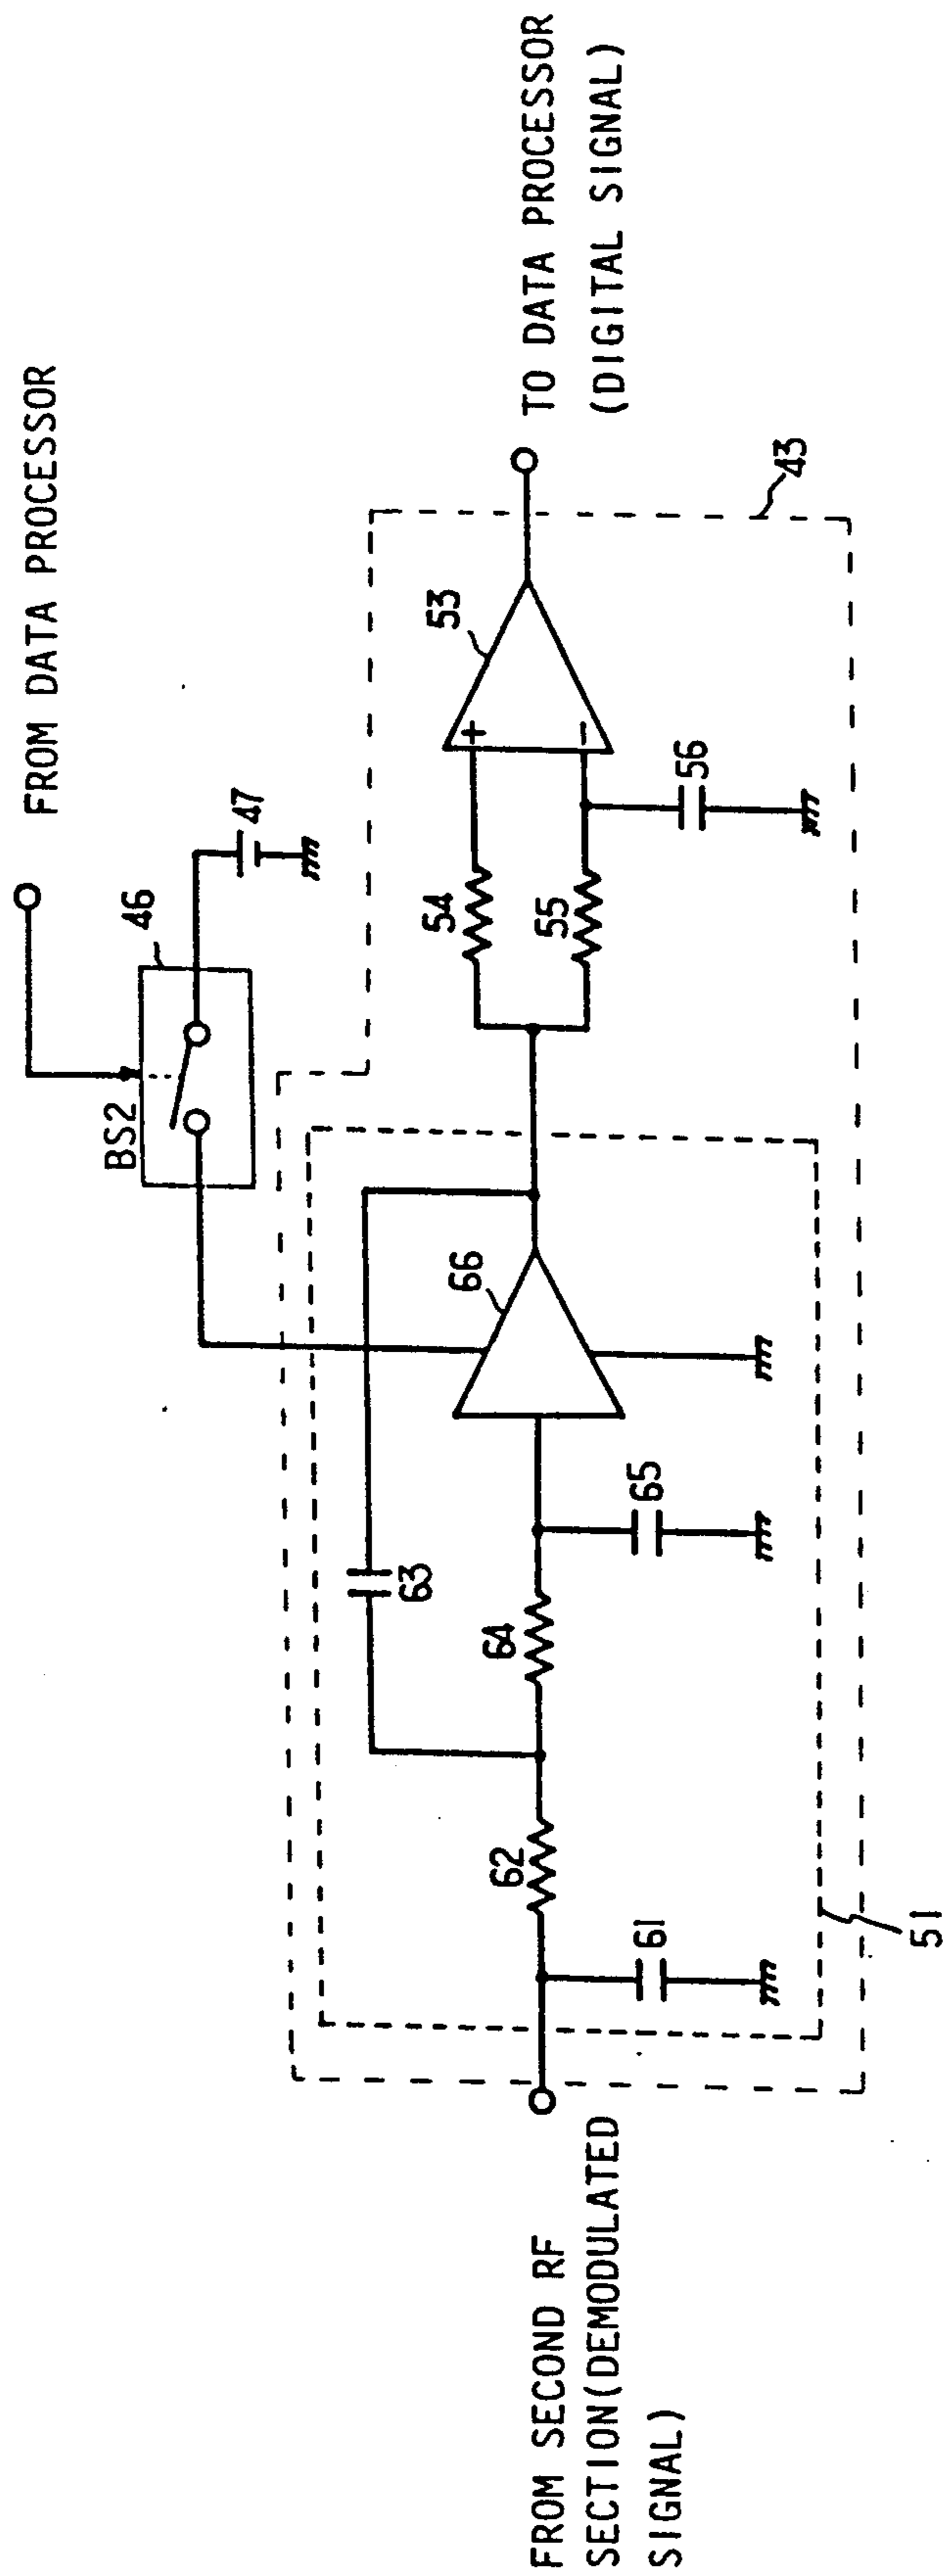 FROM DATA PROCESSOR
46
47
BS2
TO DATA PROCESSOR
(DIGITAL SIGNAL)
43
53
54
55
56
66
63
64
65
62
61
51
FROM SECOND RF
SECTION(DEMODULATED
SIGNAL)
+
−